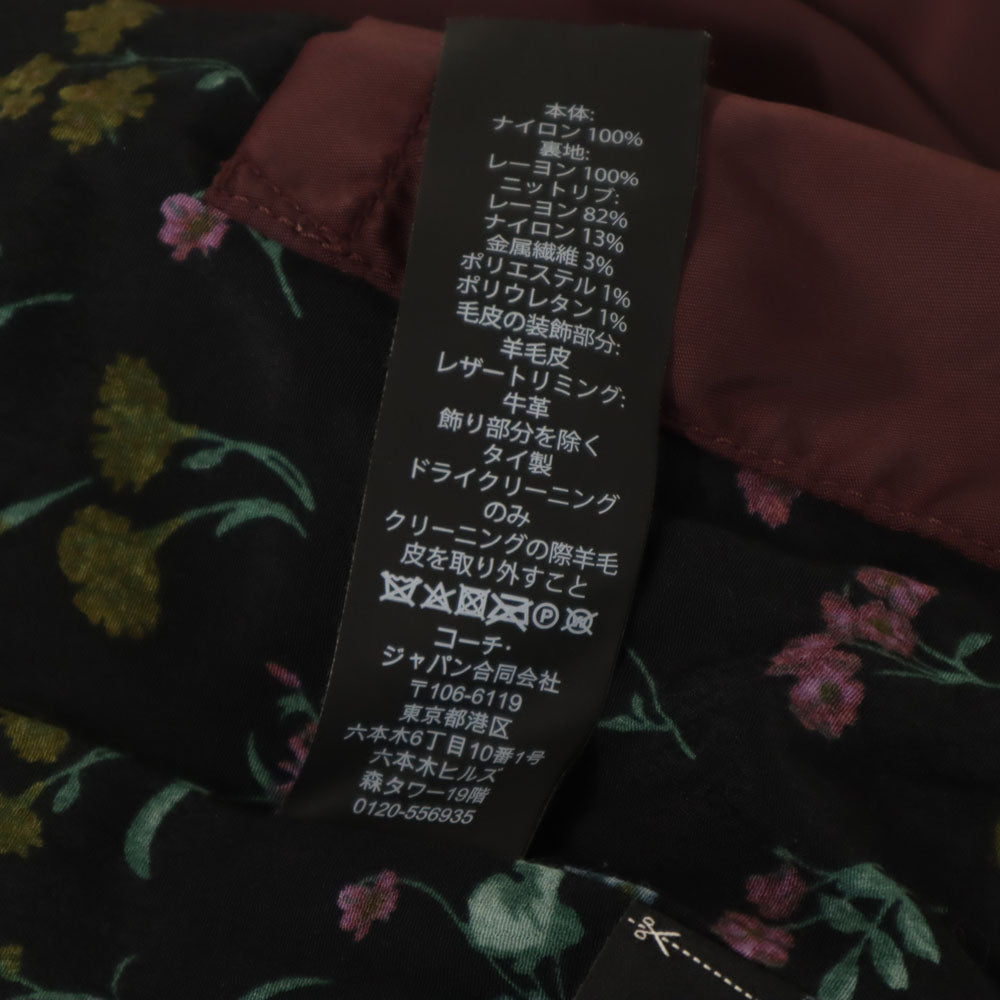 本体:
ナイロン 100%
裏地:
レーヨン 100%
ニットリブ:
レーヨン 82%
ナイロン 13%
金属繊維 3%
ポリエステル 1%
ポリウレタン 1%
毛皮の装飾部分:
羊毛皮
レザートリミング:
牛革
飾り部分を除く
タイ製
ドライクリーニング
のみ
クリーニングの際羊毛
皮を取り外すこと
P W
コーチ・
ジャパン合同会社
〒106-6119
東京都港区
六本木6丁目10番1号
六本木ヒルズ
森タワー19階
0120-556935